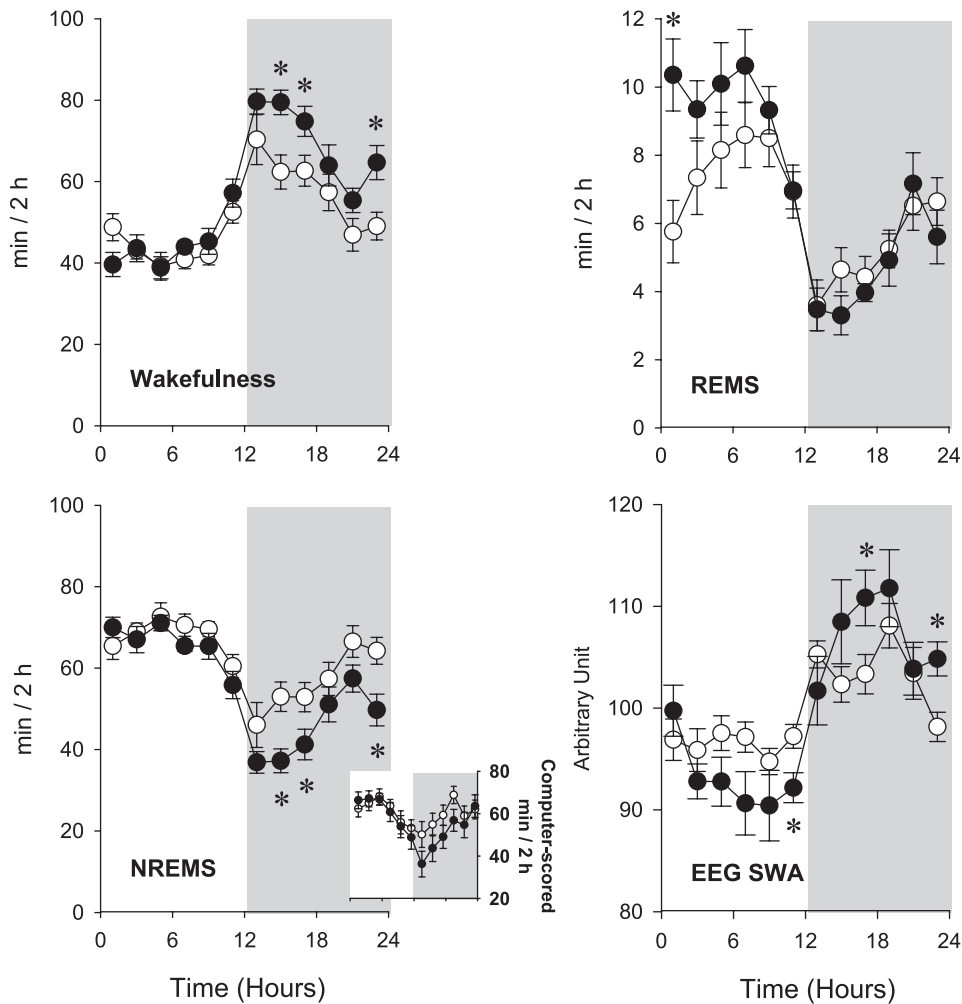 100
80
60
40
20
0
min / 2 h
* * *
Wakefulness
0 6 12 18 24
12
10
8
6
4
2
0
min / 2 h
*
REMS
0 6 12 18 24
100
80
60
40
20
0
min / 2 h
* * *
NREMS
0 6 12 18 24
Time (Hours)
80
60
40
20
Computer-scored
min / 2 h
120
110
100
90
80
Arbitrary Unit
* * *
EEG SWA
0 6 12 18 24
Time (Hours)